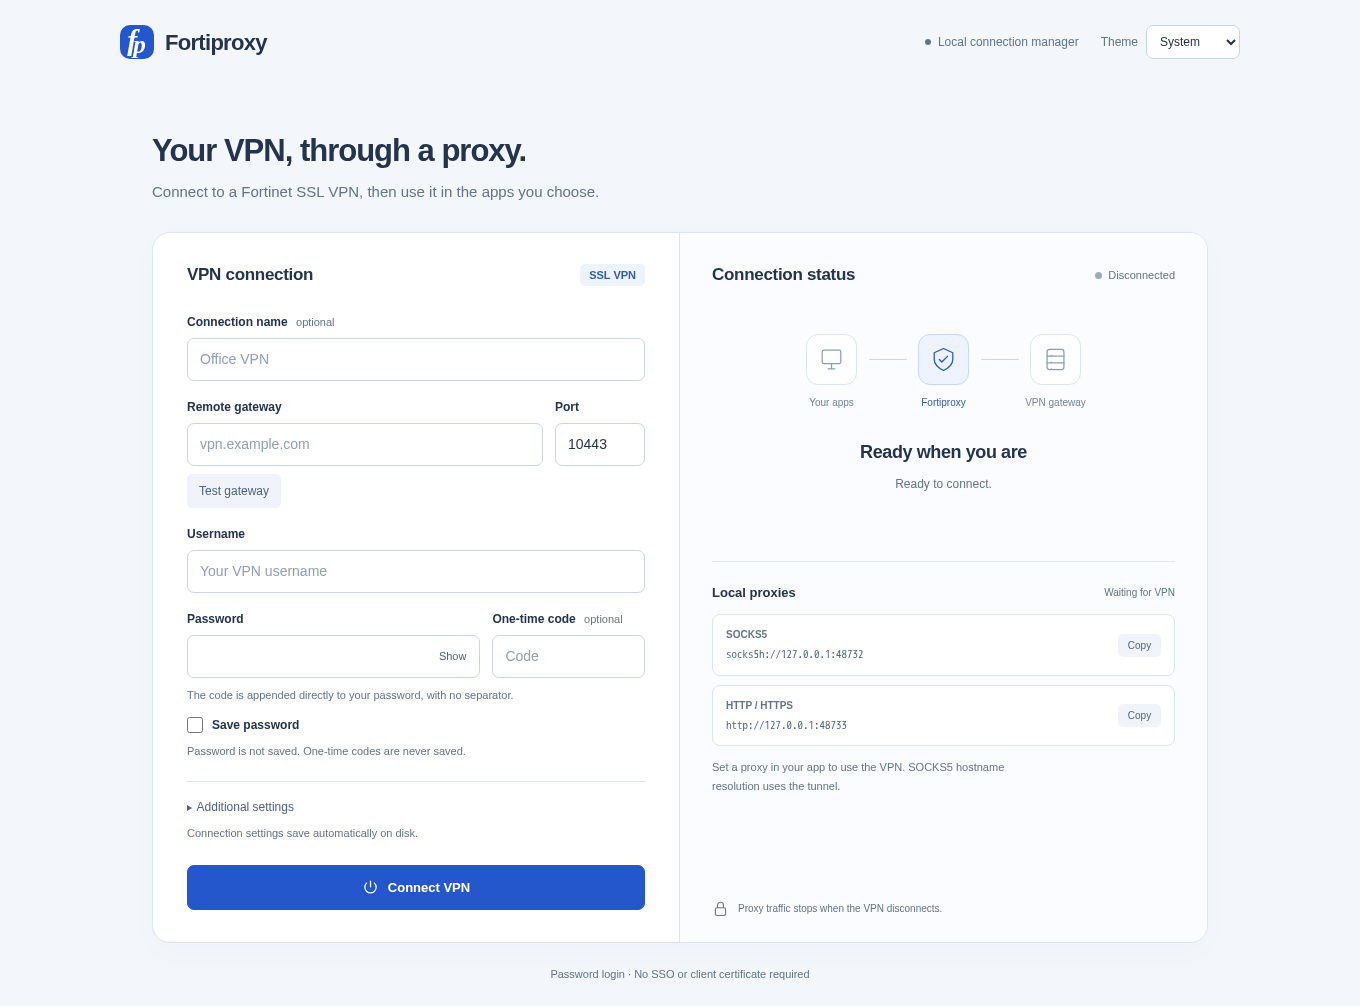 fp Fortiproxy
Local connection manager
Theme
System
Your VPN, through a proxy.
Connect to a Fortinet SSL VPN, then use it in the apps you choose.
VPN connection
SSL VPN
Connection name optional
Office VPN
Remote gateway
Port
vpn.example.com
10443
Test gateway
Username
Your VPN username
Password
One-time code optional
Show
Code
The code is appended directly to your password, with no separator.
Save password
Password is not saved. One-time codes are never saved.
Additional settings
Connection settings save automatically on disk.
Connect VPN
Connection status
Disconnected
Your apps
Fortiproxy
VPN gateway
Ready when you are
Ready to connect.
Local proxies
Waiting for VPN
SOCKS5
socks5h://127.0.0.1:48732
Copy
HTTP / HTTPS
http://127.0.0.1:48733
Copy
Set a proxy in your app to use the VPN. SOCKS5 hostname
resolution uses the tunnel.
Proxy traffic stops when the VPN disconnects.
Password login · No SSO or client certificate required